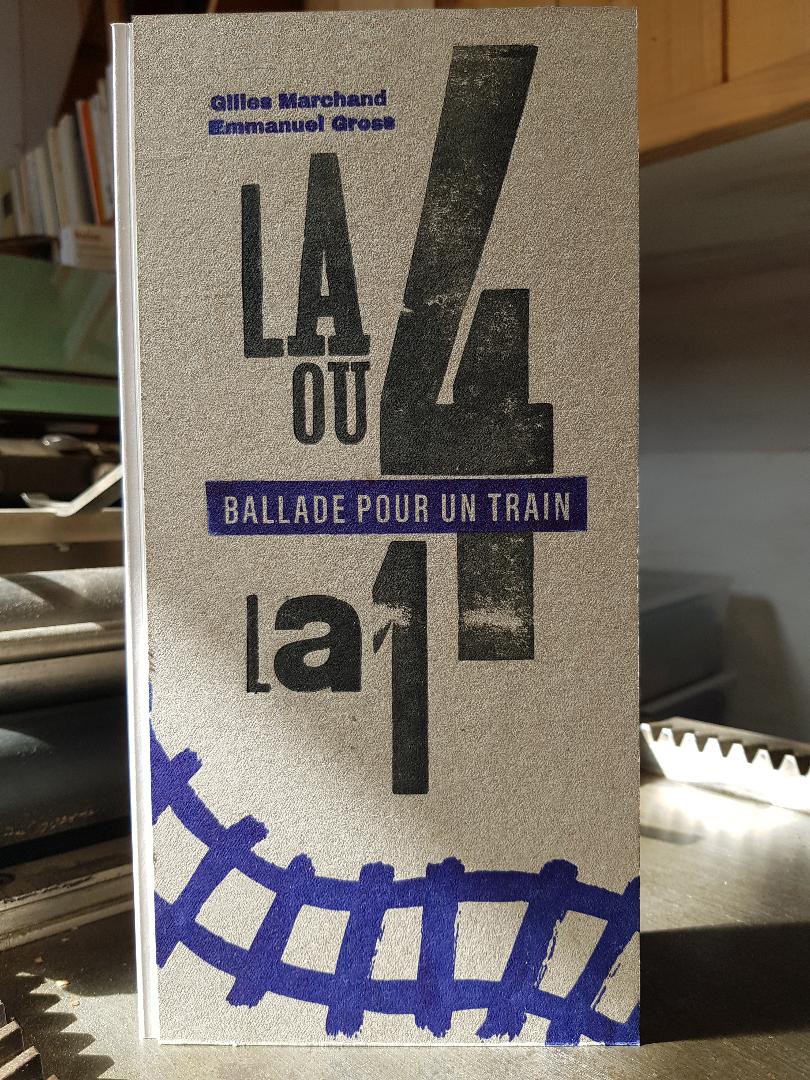 Gilles Marchand
Emmanuel Gross
LA 4
OU
BALLADE POUR UN TRAIN
la 1